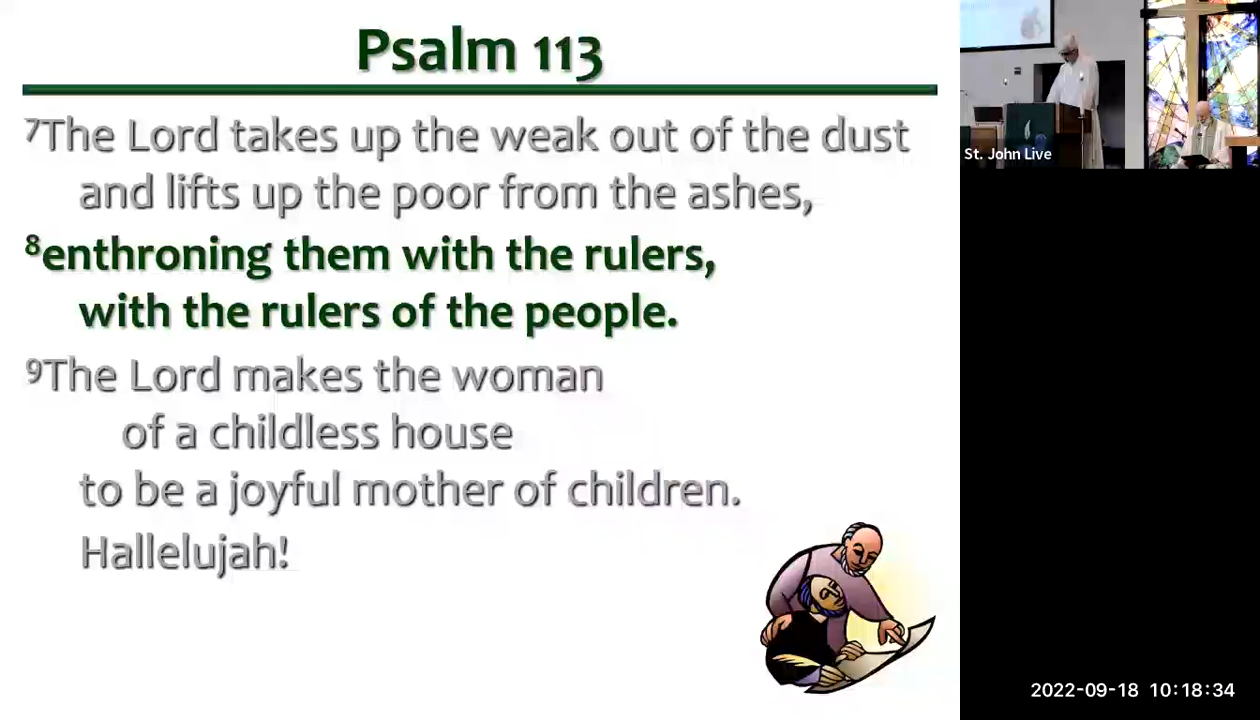 Psalm 113
⁷The Lord takes up the weak out of the dust
and lifts up the poor from the ashes,
⁸enthroning them with the rulers,
with the rulers of the people.
⁹The Lord makes the woman
of a childless house
to be a joyful mother of children.
Hallelujah!
St. John Live
2022-09-18 10:18:34